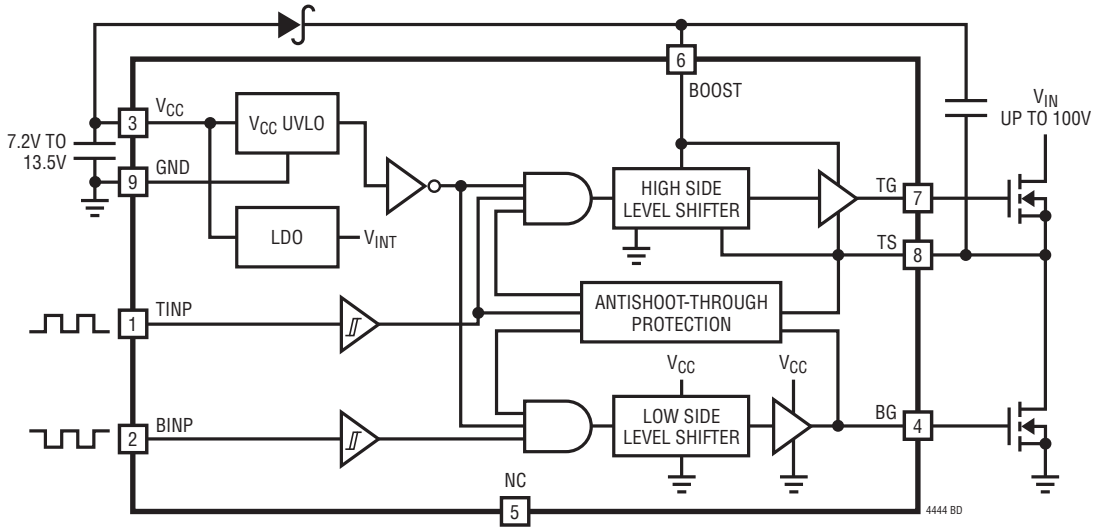 6
BOOST
VIN
UP TO 100V
3
VCC
7.2V TO
13.5V
9
GND
VCC UVLO
LDO
VINT
HIGH SIDE
LEVEL SHIFTER
TG
7
TS
8
ANTISHOOT-THROUGH
PROTECTION
TINP
1
VCC
VCC
BINP
2
LOW SIDE
LEVEL SHIFTER
BG
4
NC
5
4444 BD